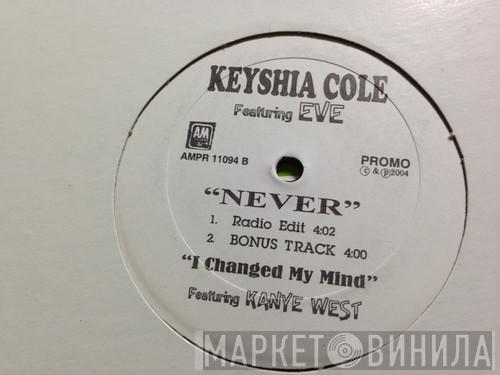 KEYSHIA COLE
Featuring EVE
AM
AMPR 11094 B
PROMO
© & ℗2004
"NEVER"
1. Radio Edit 4:02
2. BONUS TRACK 4:00
"I Changed My Mind"
Featuring KANYE WEST
МАРКЕТ ВИНИЛА